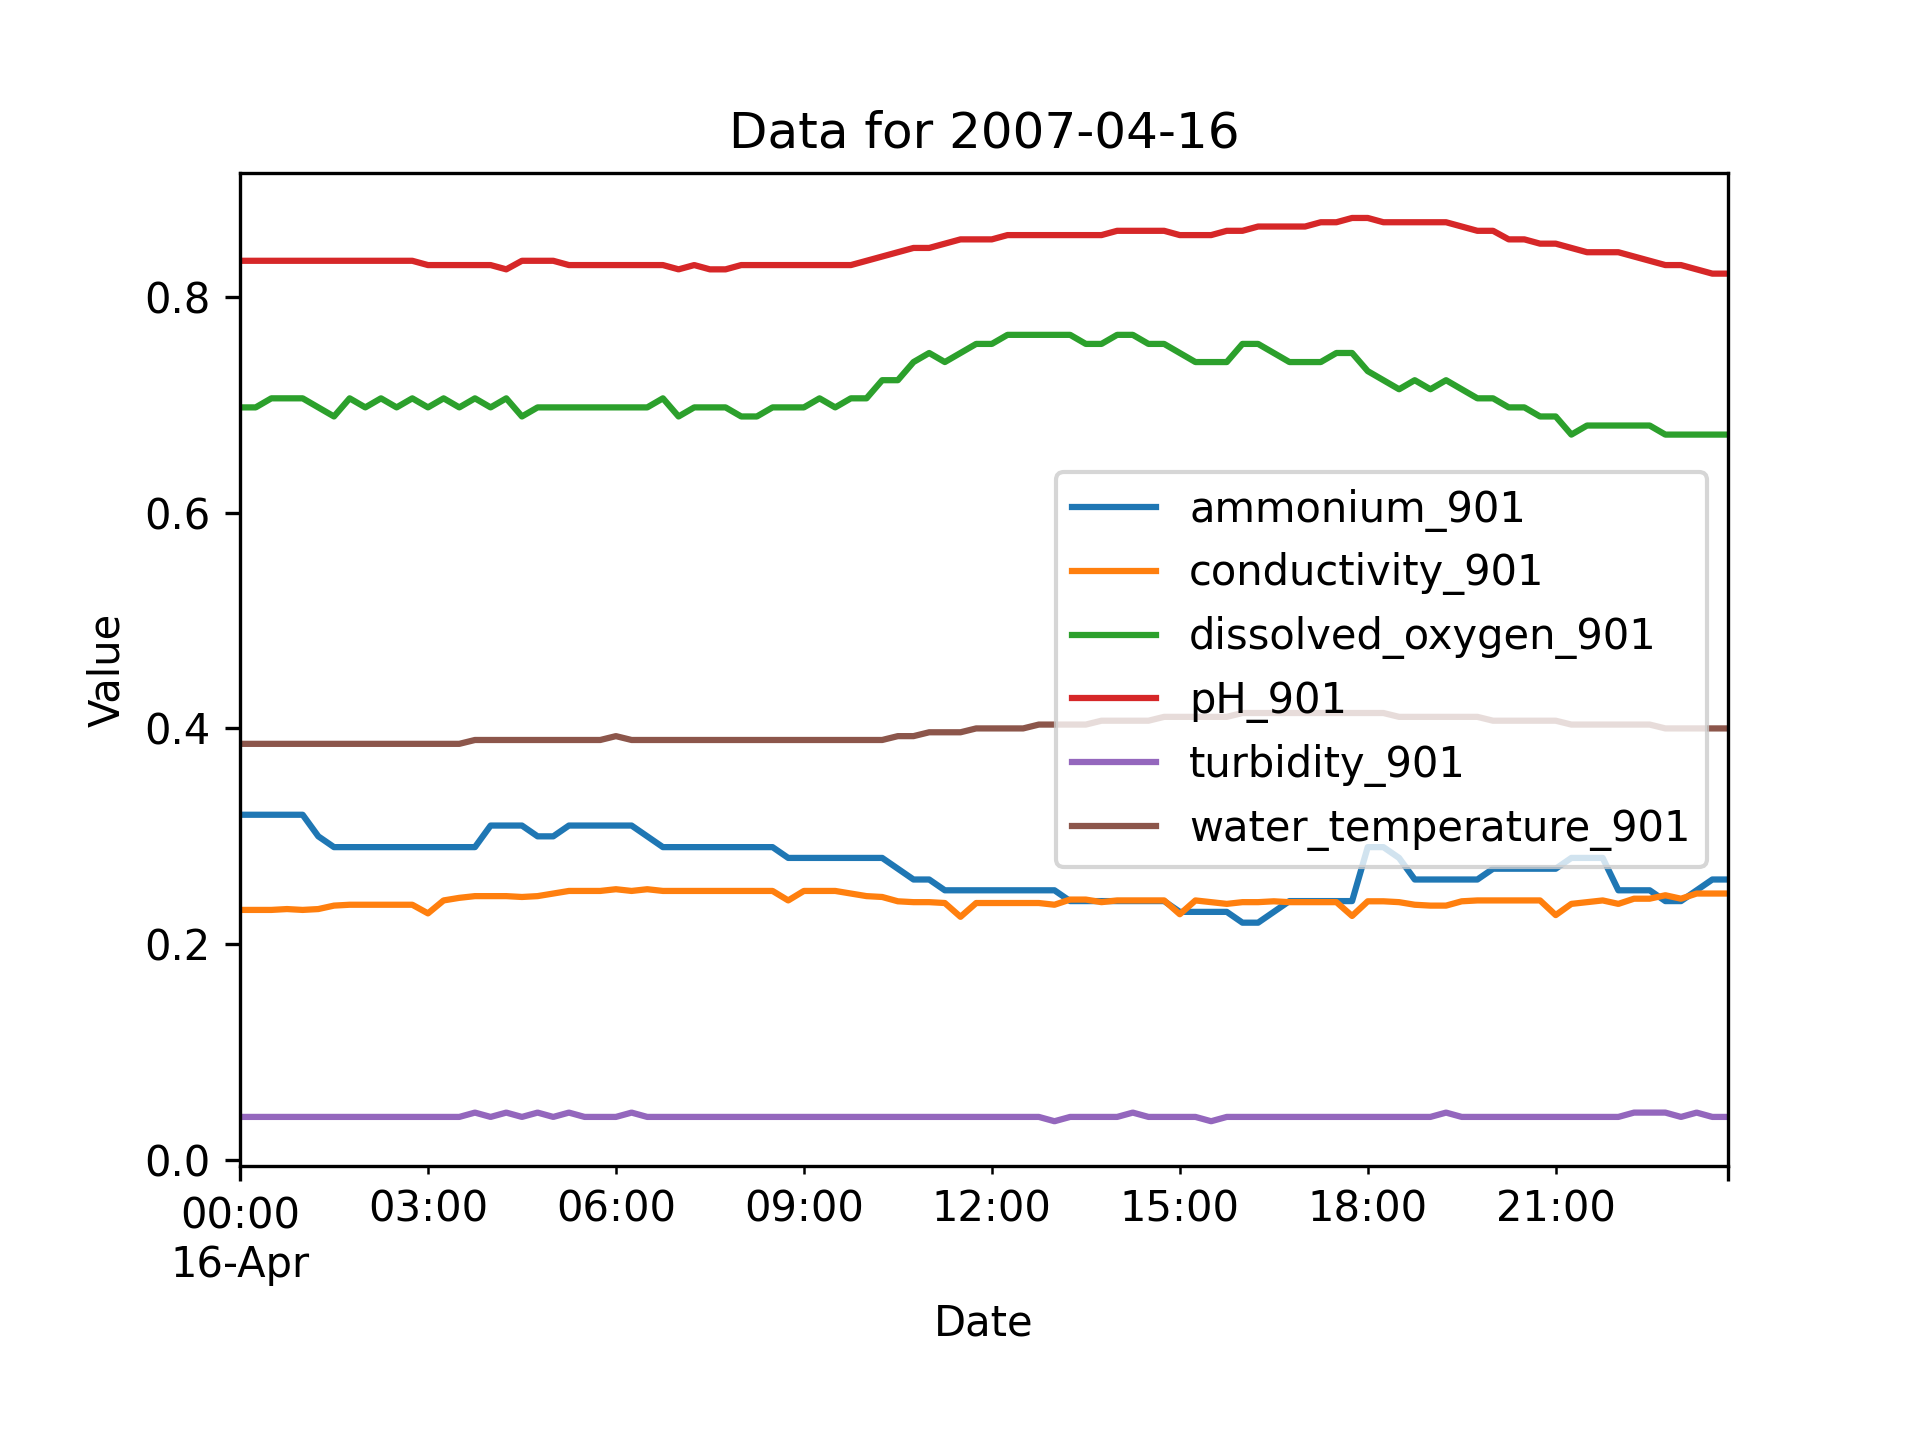 Data for 2007-04-16
Value
0.8
0.6
0.4
0.2
0.0
ammonium_901
conductivity_901
dissolved_oxygen_901
pH_901
turbidity_901
water_temperature_901
00:00 03:00 06:00 09:00 12:00 15:00 18:00 21:00
16-Apr
Date